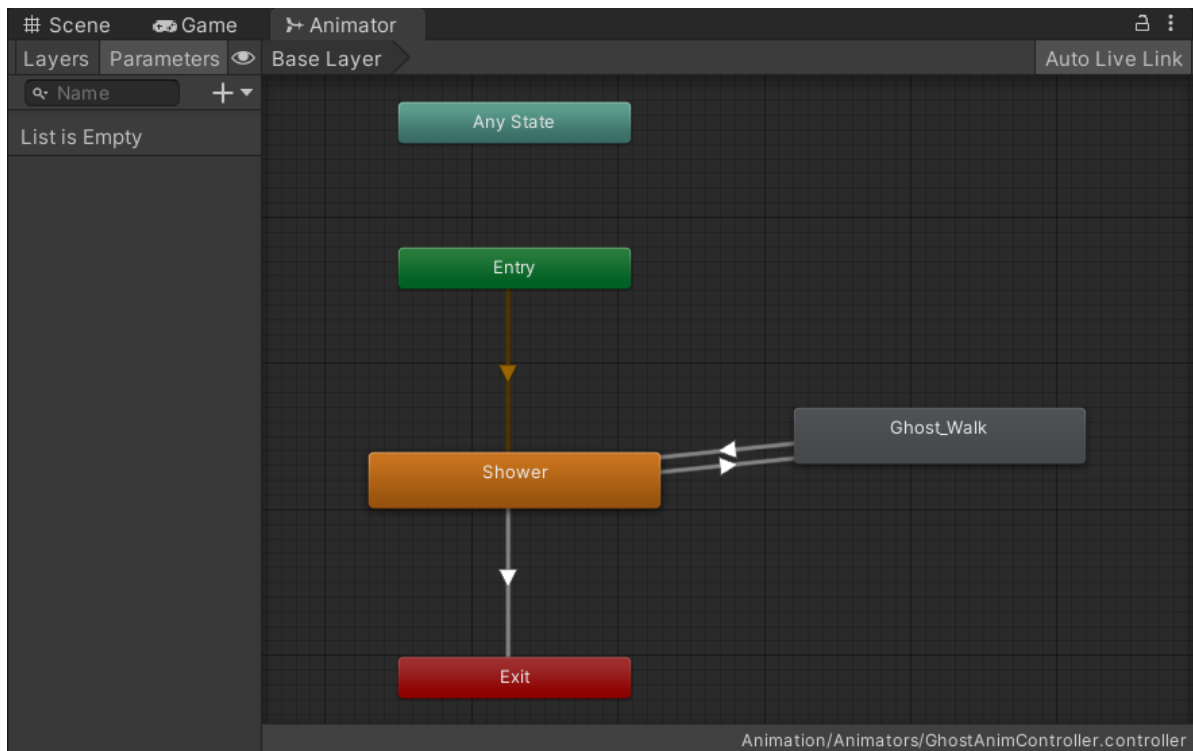 Scene Game Animator
Layers Parameters Base Layer Auto Live Link
Name
List is Empty
Any State
Entry
Ghost_Walk
Shower
Exit
Animation/Animators/GhostAnimController.controller